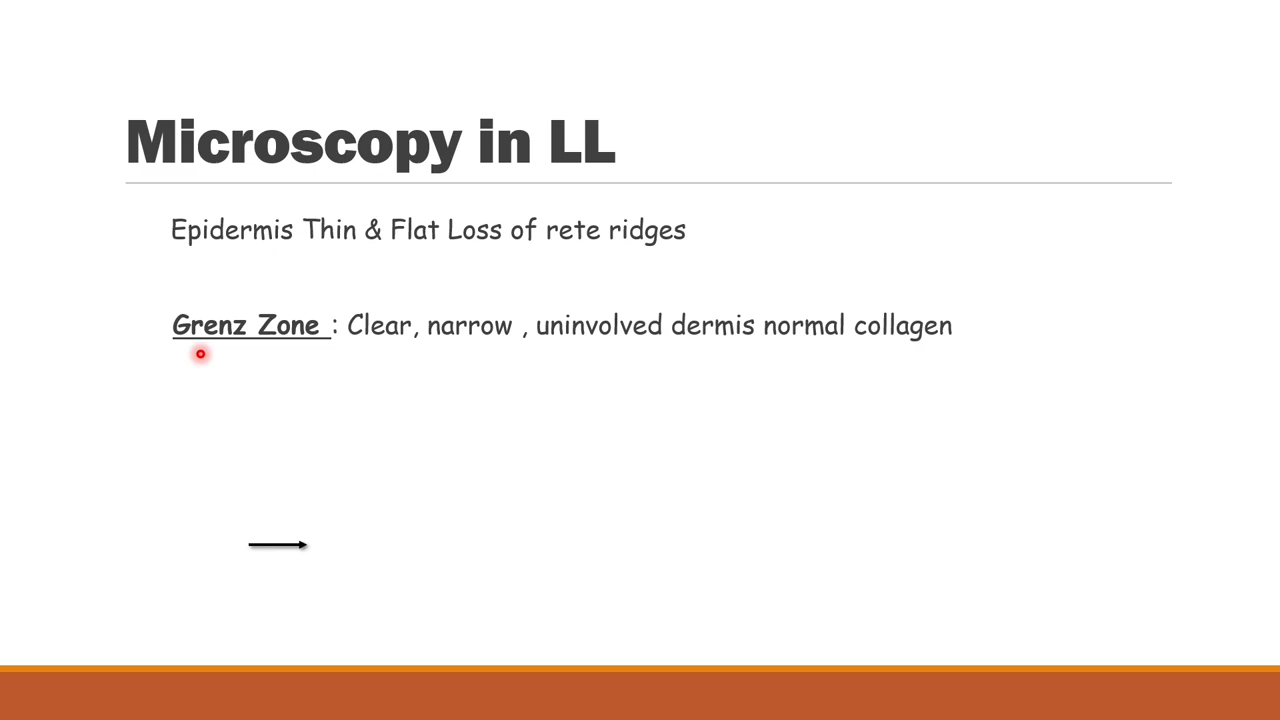 Microscopy in LL
Epidermis Thin & Flat Loss of rete ridges
Grenz Zone : Clear, narrow , uninvolved dermis normal collagen